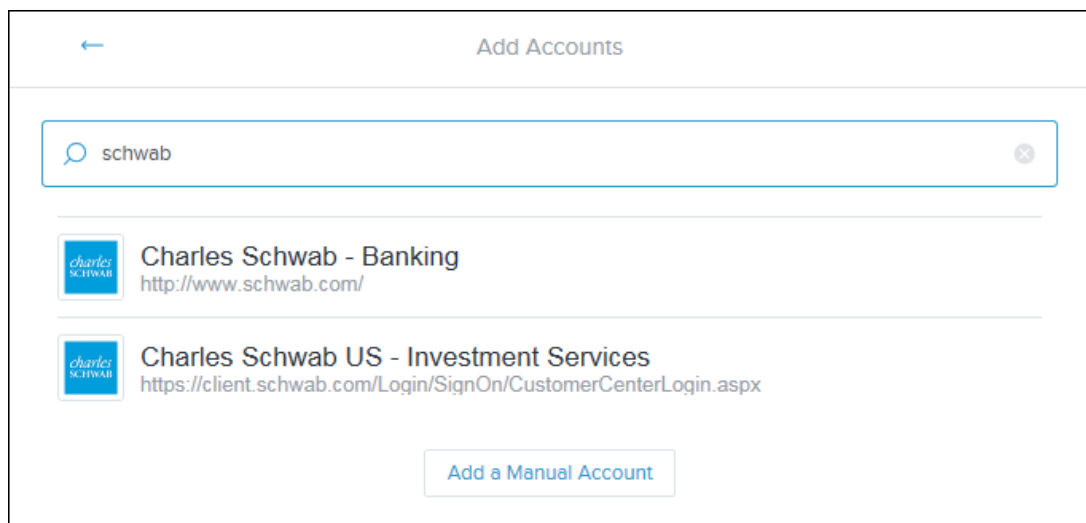 Add Accounts
schwab
charles
SCHWAB
Charles Schwab - Banking
http://www.schwab.com/
charles
SCHWAB
Charles Schwab US - Investment Services
https://client.schwab.com/Login/SignOn/CustomerCenterLogin.aspx
Add a Manual Account